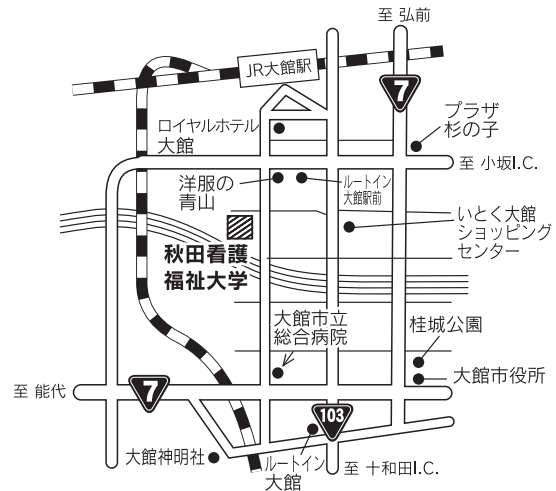 至 弘前
JR大館駅
7
プラザ
杉の子
ロイヤルホテル
大館
至 小坂I.C.
洋服の
青山
ルートイン
大館駅前
いとく大館
ショッピング
センター
秋田看護
福祉大学
大館市立
総合病院
桂城公園
大館市役所
至 能代
7
103
大館神明社
ルートイン
大館
至 十和田I.C.